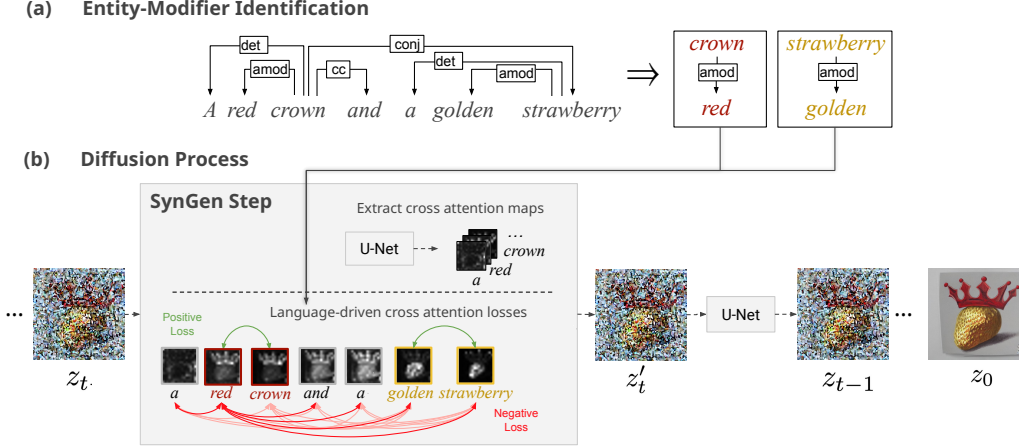 (a) Entity-Modifier Identification
det
conj
det
amod
cc
amod
A red crown and a golden strawberry
⇒
crown
amod
red
strawberry
amod
golden
(b) Diffusion Process
SynGen Step
Extract cross attention maps
U-Net
...
crown
red
a
Language-driven cross attention losses
Positive
Loss
a red crown and a golden strawberry
Negative
Loss
...
z_t
z'_t
U-Net
z_{t-1}
...
z_0